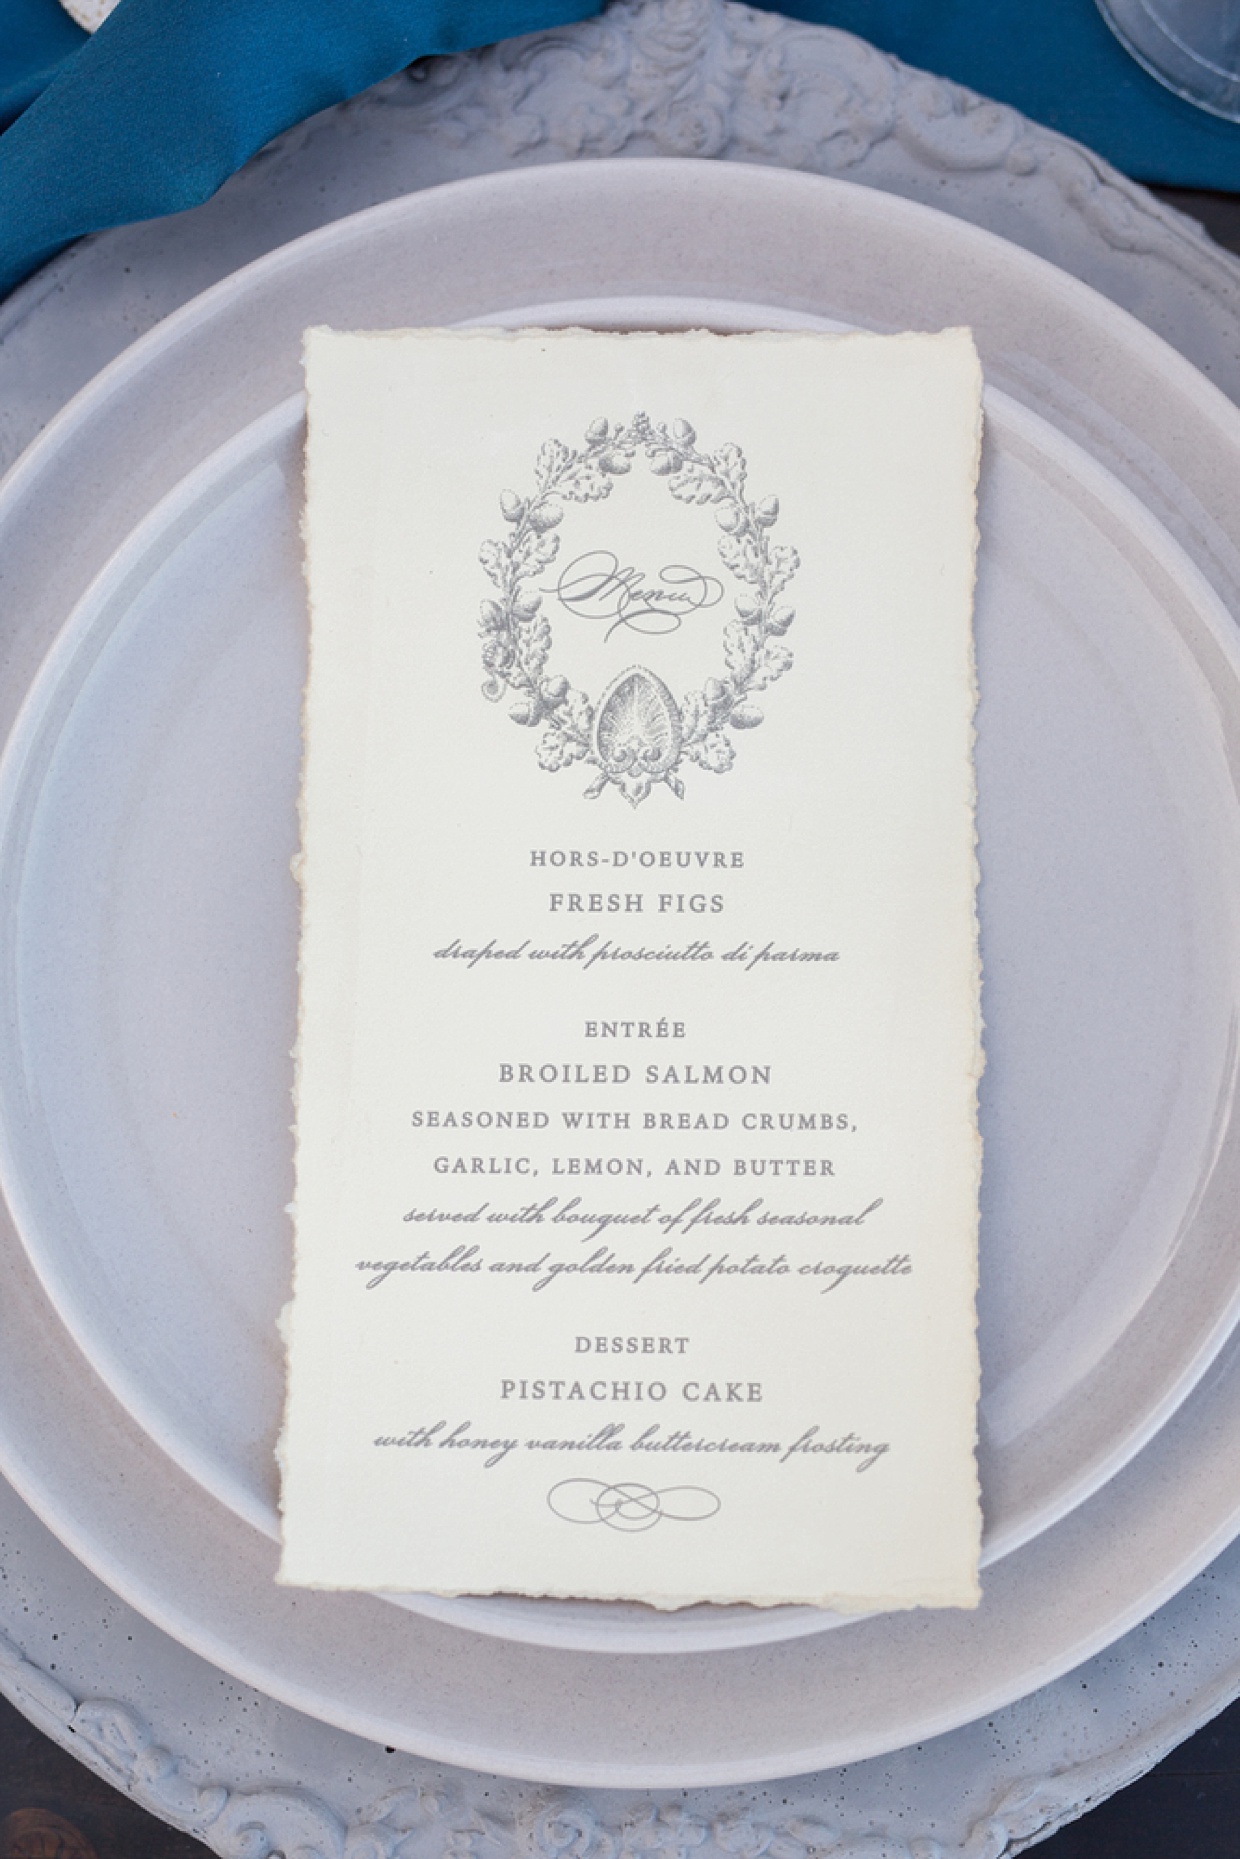 Menu
HORS-D'OEUVRE
FRESH FIGS
draped with prosciutto di parma
ENTRÉE
BROILED SALMON
SEASONED WITH BREAD CRUMBS,
GARLIC, LEMON, AND BUTTER
served with bouquet of fresh seasonal
vegetables and golden fried potato croquette
DESSERT
PISTACHIO CAKE
with honey vanilla buttercream frosting